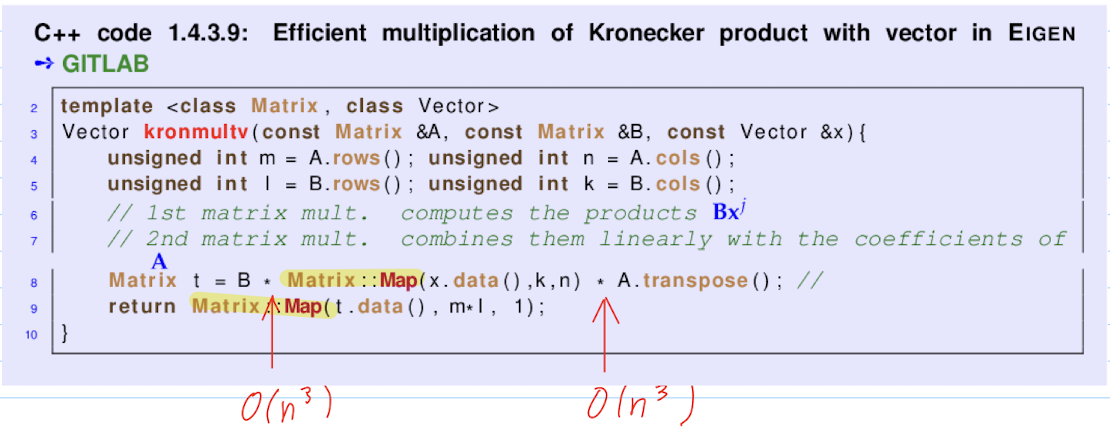 C++ code 1.4.3.9: Efficient multiplication of Kronecker product with vector in EIGEN
➺ GITLAB
2 template <class Matrix, class Vector>
3 Vector kronmultv(const Matrix &A, const Matrix &B, const Vector &x){
4 unsigned int m = A.rows(); unsigned int n = A.cols();
5 unsigned int l = B.rows(); unsigned int k = B.cols();
6 // 1st matrix mult. computes the products Bx^j
7 // 2nd matrix mult. combines them linearly with the coefficients of
A
8 Matrix t = B * Matrix::Map(x.data(),k,n) * A.transpose(); //
9 return Matrix::Map(t.data(), m*l, 1);
10 }
O(n^3) O(n^3)